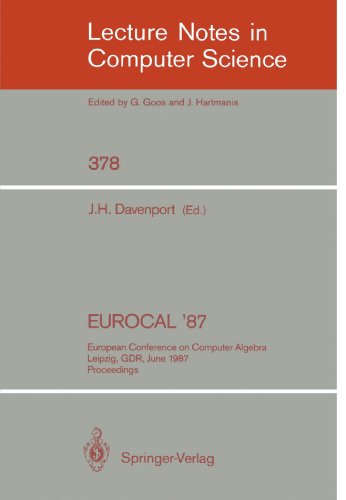 Lecture Notes in
Computer Science
Edited by G. Goos and J. Hartmanis
378
J.H. Davenport (Ed.)
EUROCAL '87
European Conference on Computer Algebra
Leipzig, GDR, June 1987
Proceedings
Springer-Verlag